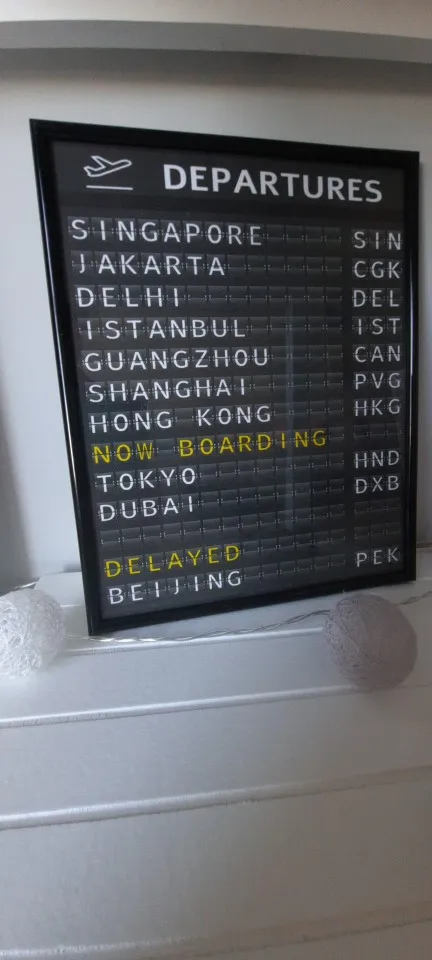 DEPARTURES
SINGAPORE SIN
JAKARTA CGK
DELHI DEL
ISTANBUL IST
GUANGZHOU CAN
SHANGHAI PVG
HONG KONG HKG
NOW BOARDING
TOKYO HND
DUBAI DXB
DELAYED
BEIJING PEK